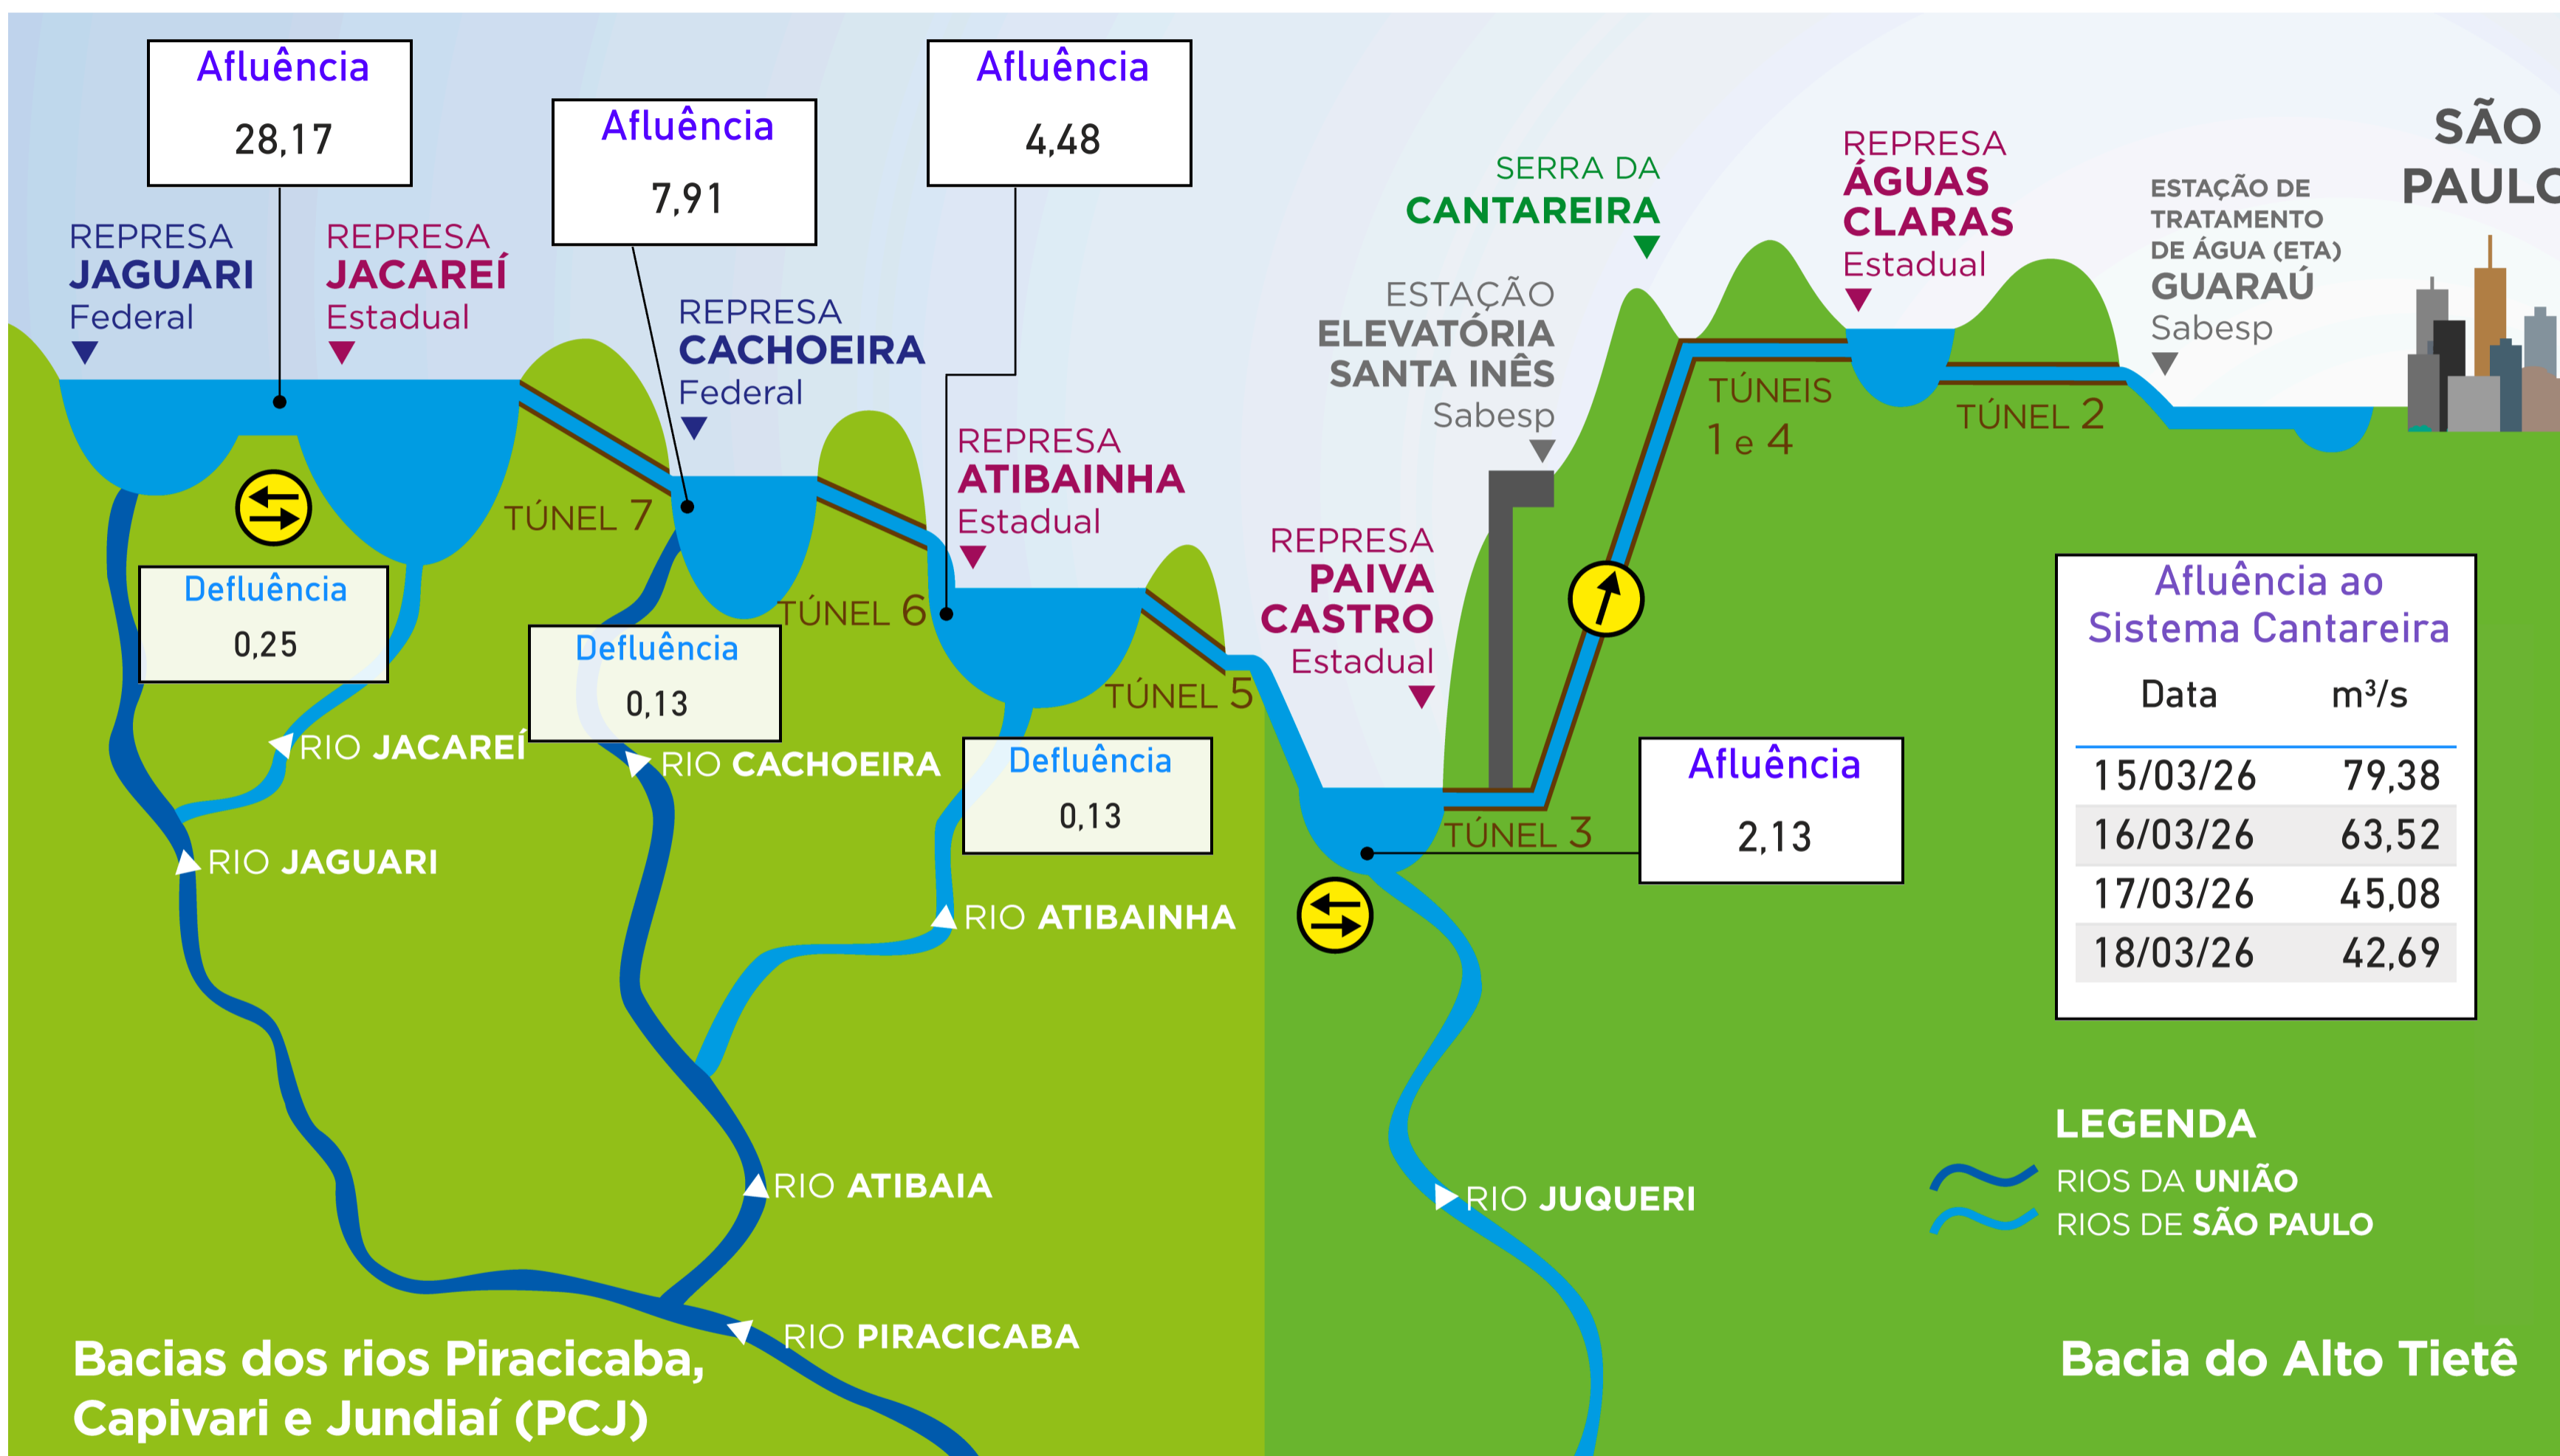 Afluência
28,17
Afluência
7,91
Afluência
4,48
REPRESA
JAGUARI
Federal
REPRESA
JACAREÍ
Estadual
REPRESA
CACHOEIRA
Federal
REPRESA
ATIBAINHA
Estadual
SERRA DA
CANTAREIRA
ESTAÇÃO
ELEVATÓRIA
SANTA INÊS
Sabesp
REPRESA
ÁGUAS
CLARAS
Estadual
ESTAÇÃO DE
TRATAMENTO
DE ÁGUA (ETA)
GUARAÚ
Sabesp
SÃO
PAULO
TÚNEIS
1 e 4
TÚNEL 2
TÚNEL 7
TÚNEL 6
TÚNEL 5
REPRESA
PAIVA
CASTRO
Estadual
TÚNEL 3
Defluência
0,25
Defluência
0,13
Defluência
0,13
Afluência
2,13
Afluência ao
Sistema Cantareira
Data m³/s
15/03/26 79,38
16/03/26 63,52
17/03/26 45,08
18/03/26 42,69
RIO JACAREÍ
RIO CACHOEIRA
RIO JAGUARI
RIO ATIBAINHA
RIO ATIBAIA
RIO JUQUERI
RIO PIRACICABA
LEGENDA
RIOS DA UNIÃO
RIOS DE SÃO PAULO
Bacias dos rios Piracicaba,
Capivari e Jundiaí (PCJ)
Bacia do Alto Tietê